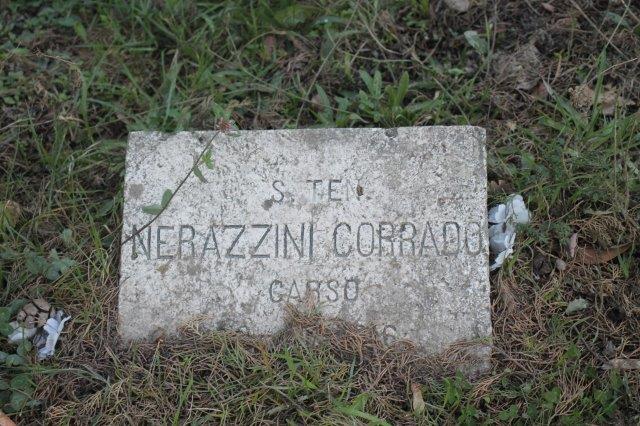 S. TEN.
NERAZZINI CORRADO
CARSO